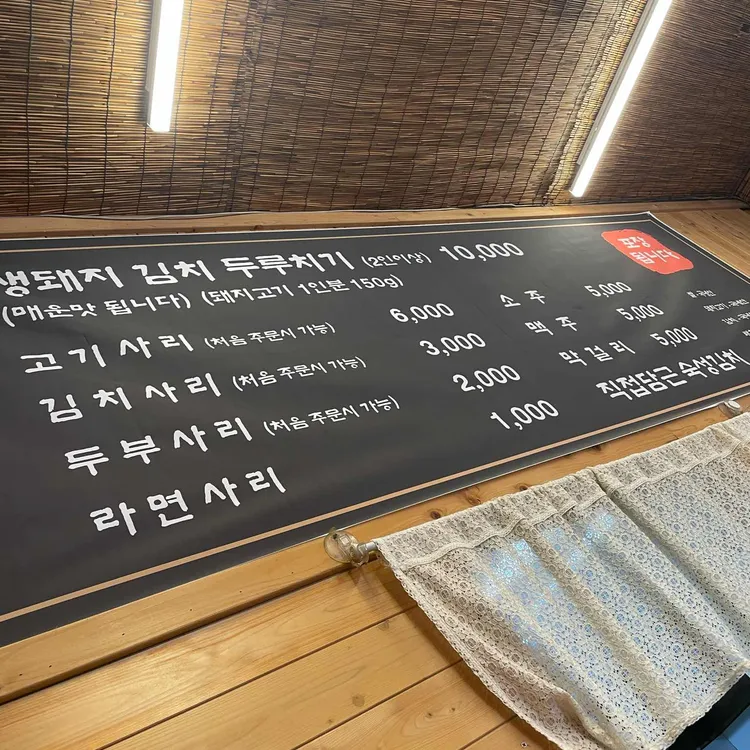 생돼지 김치 두루치기 (2인이상) 10,000
(매운맛 됩니다) (돼지고기 1인분 150g)
고기사리 (처음 주문시 가능) 6,000
김치사리 (처음 주문시 가능) 3,000
두부사리 (처음 주문시 가능) 2,000
라면사리 1,000
소주 5,000
맥주 5,000
막걸리 5,000
직접담근 숙성김치
포장
됩니다